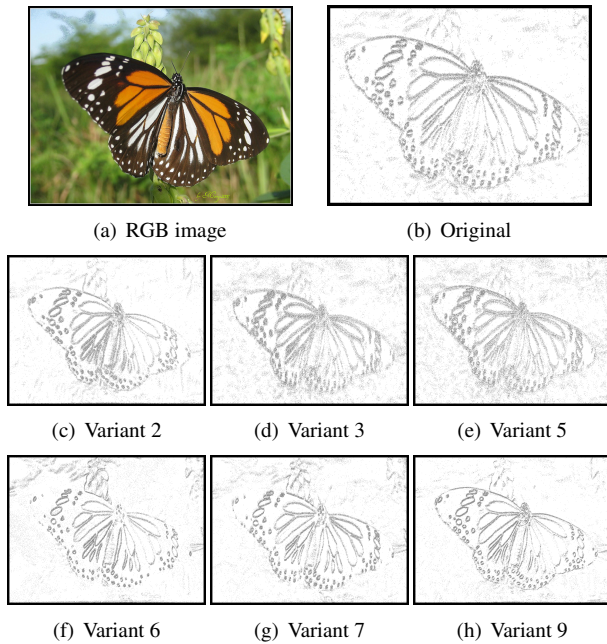 (a) RGB image
(b) Original
(c) Variant 2
(d) Variant 3
(e) Variant 5
(f) Variant 6
(g) Variant 7
(h) Variant 9